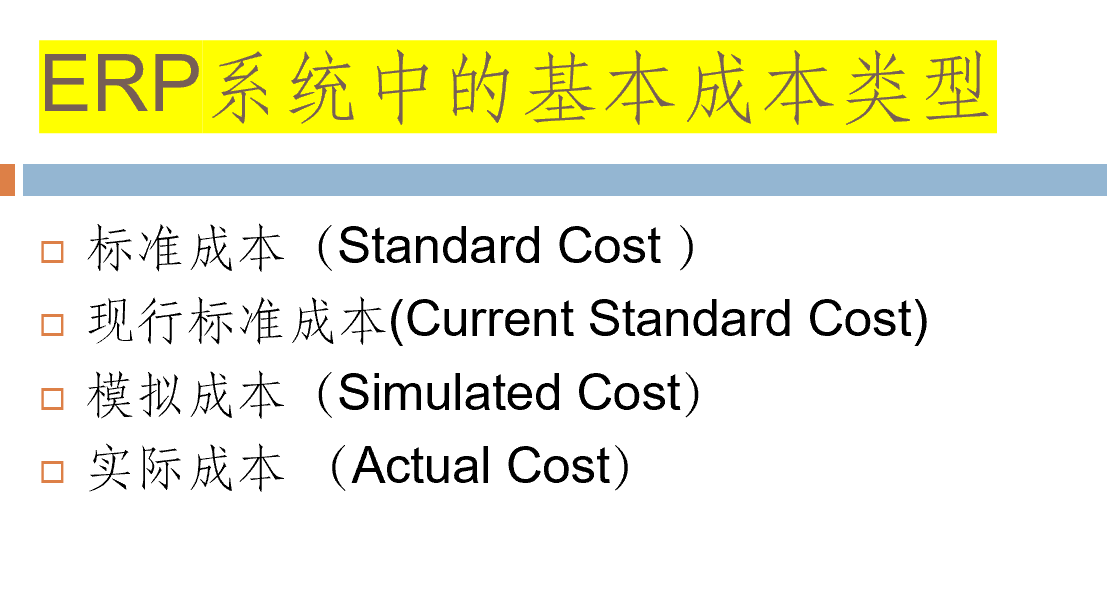 ERP系统中的基本成本类型
标准成本（Standard Cost ）
现行标准成本(Current Standard Cost)
模拟成本（Simulated Cost）
实际成本 （Actual Cost）